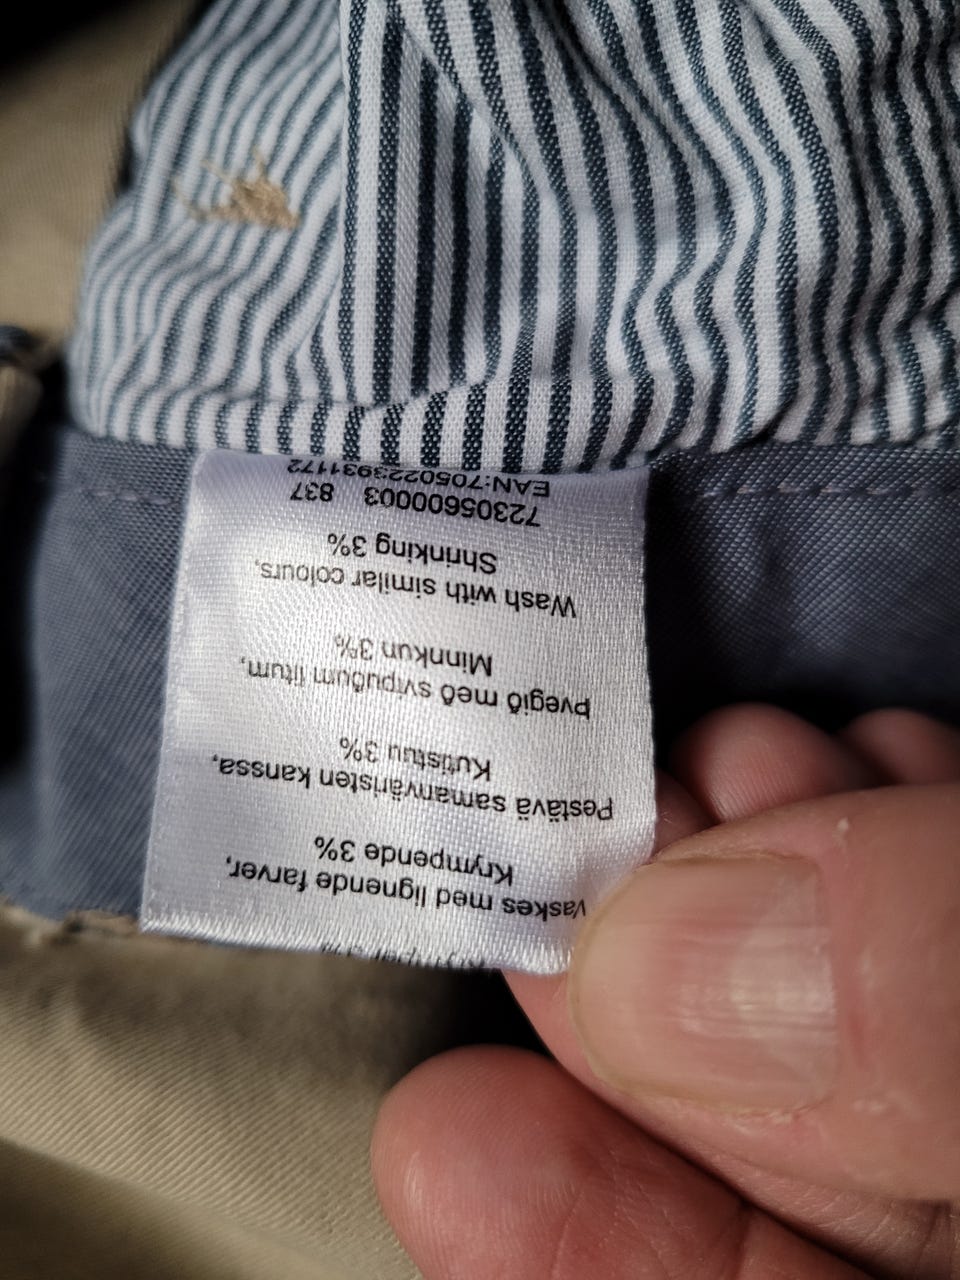 vaskes med lignende farver,
Krympende 3%
Pestävä samanväristen kanssa,
Kutistuu 3%
þvegið með svipuðum litum,
Minnkun 3%
Wash with similar colours,
Shrinking 3%
72305600003 837
EAN:7050223931172